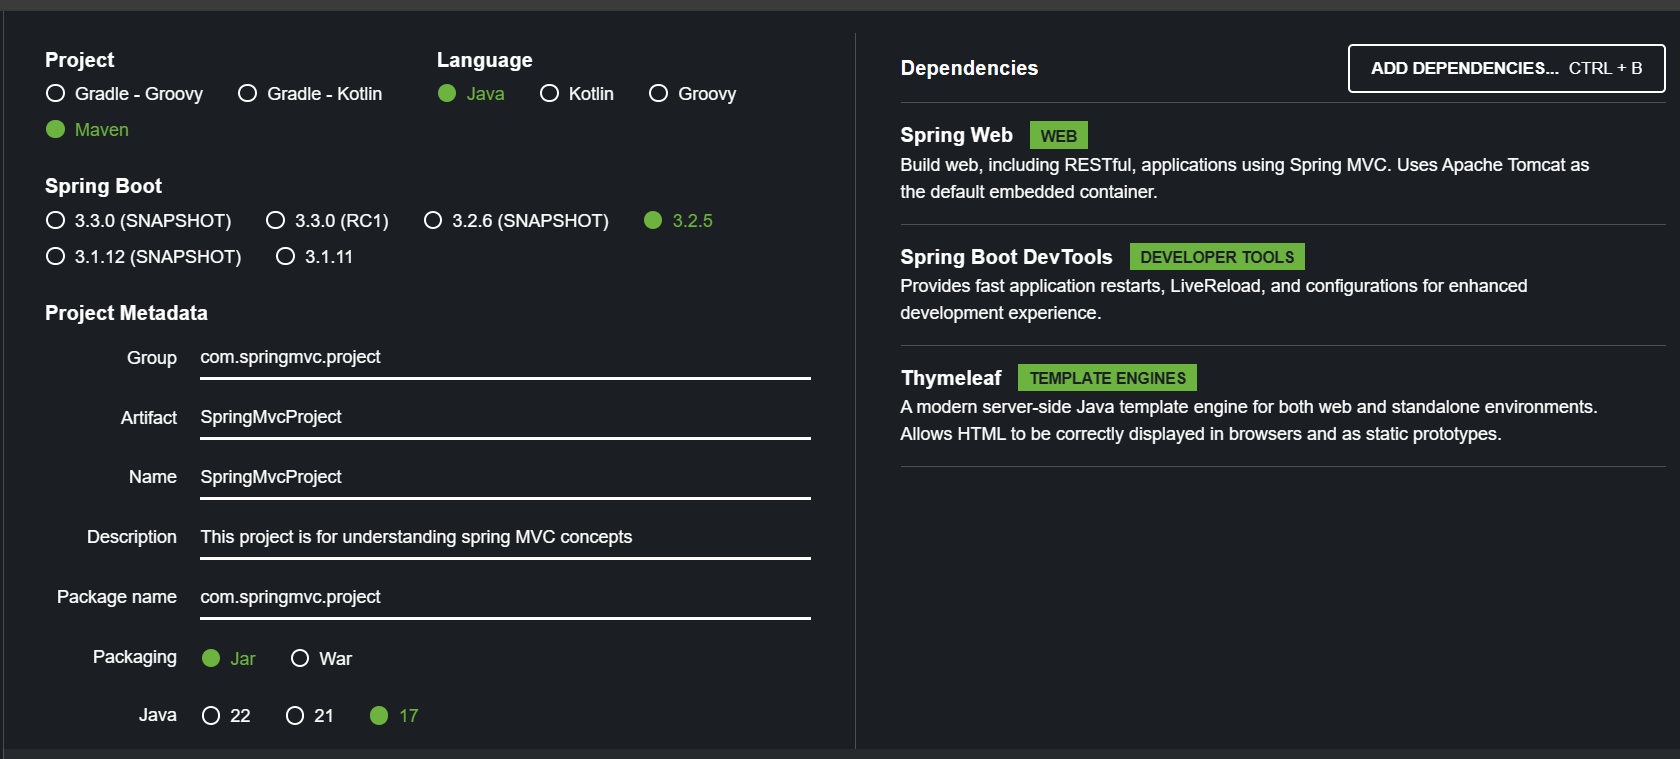 Project
Gradle - Groovy Gradle - Kotlin
Maven
Language
Java Kotlin Groovy
Spring Boot
3.3.0 (SNAPSHOT) 3.3.0 (RC1) 3.2.6 (SNAPSHOT) 3.2.5
3.1.12 (SNAPSHOT) 3.1.11
Project Metadata
Group com.springmvc.project
Artifact SpringMvcProject
Name SpringMvcProject
Description This project is for understanding spring MVC concepts
Package name com.springmvc.project
Packaging Jar War
Java 22 21 17
Dependencies ADD DEPENDENCIES... CTRL + B
Spring Web WEB
Build web, including RESTful, applications using Spring MVC. Uses Apache Tomcat as
the default embedded container.
Spring Boot DevTools DEVELOPER TOOLS
Provides fast application restarts, LiveReload, and configurations for enhanced
development experience.
Thymeleaf TEMPLATE ENGINES
A modern server-side Java template engine for both web and standalone environments.
Allows HTML to be correctly displayed in browsers and as static prototypes.